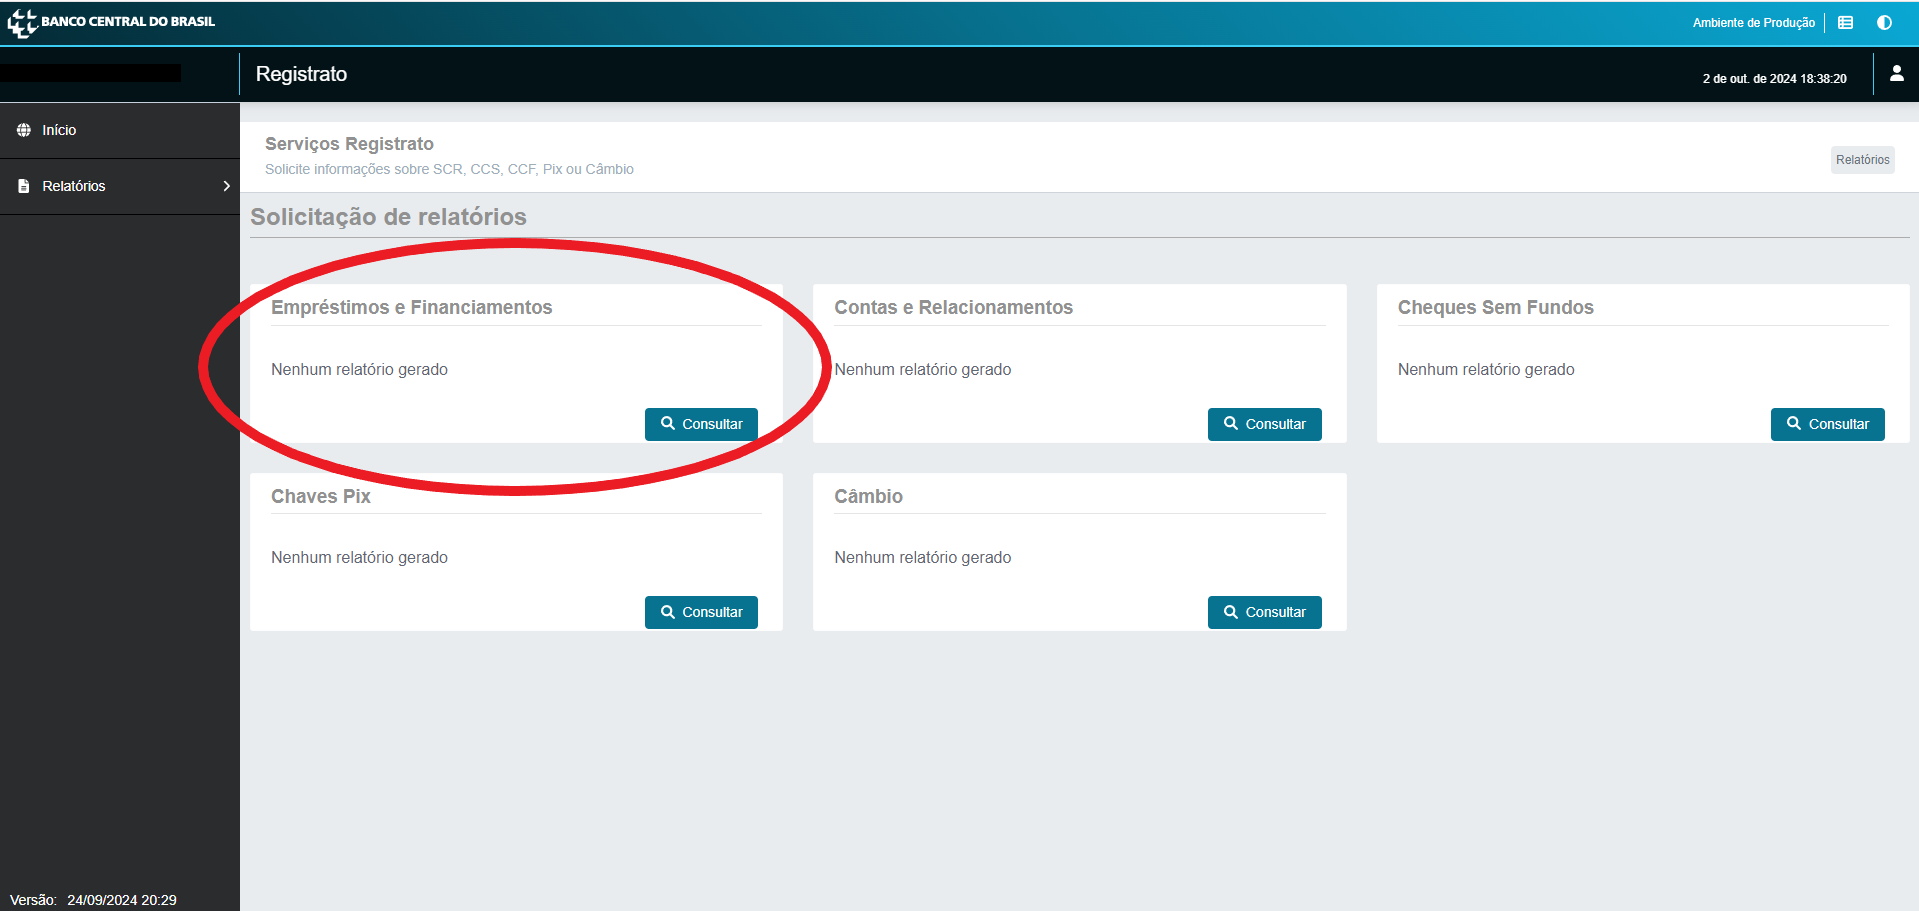 BANCO CENTRAL DO BRASIL
Ambiente de Produção
Registrato
2 de out. de 2024 18:38:20
Início
Relatórios
Serviços Registrato
Solicite informações sobre SCR, CCS, CCF, Pix ou Câmbio
Relatórios
Solicitação de relatórios
Empréstimos e Financiamentos
Nenhum relatório gerado
Consultar
Contas e Relacionamentos
Nenhum relatório gerado
Consultar
Cheques Sem Fundos
Nenhum relatório gerado
Consultar
Chaves Pix
Nenhum relatório gerado
Consultar
Câmbio
Nenhum relatório gerado
Consultar
Versão: 24/09/2024 20:29